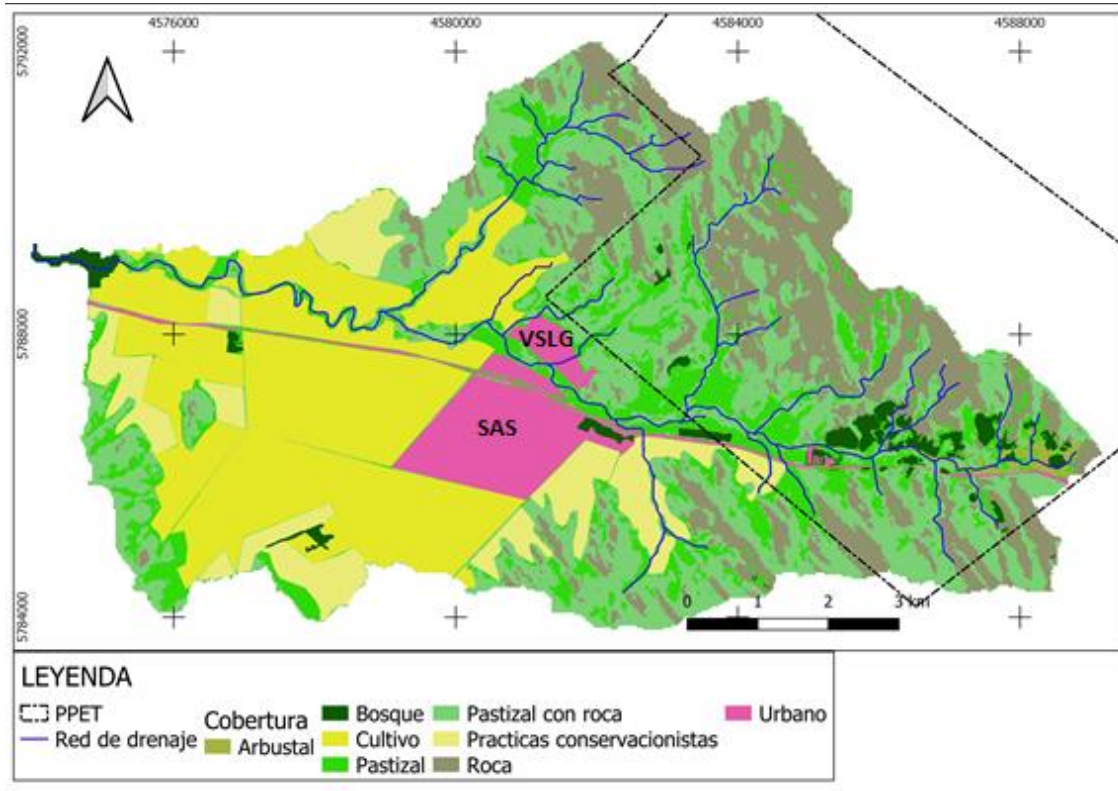 4576000 4580000 4584000 4588000
5792000
5788000
5784000
VSLG
SAS
0 1 2 3 km
LEYENDA
PPET
Red de drenaje
Cobertura
Arbustal
Bosque
Cultivo
Pastizal
Pastizal con roca
Practicas conservacionistas
Roca
Urbano